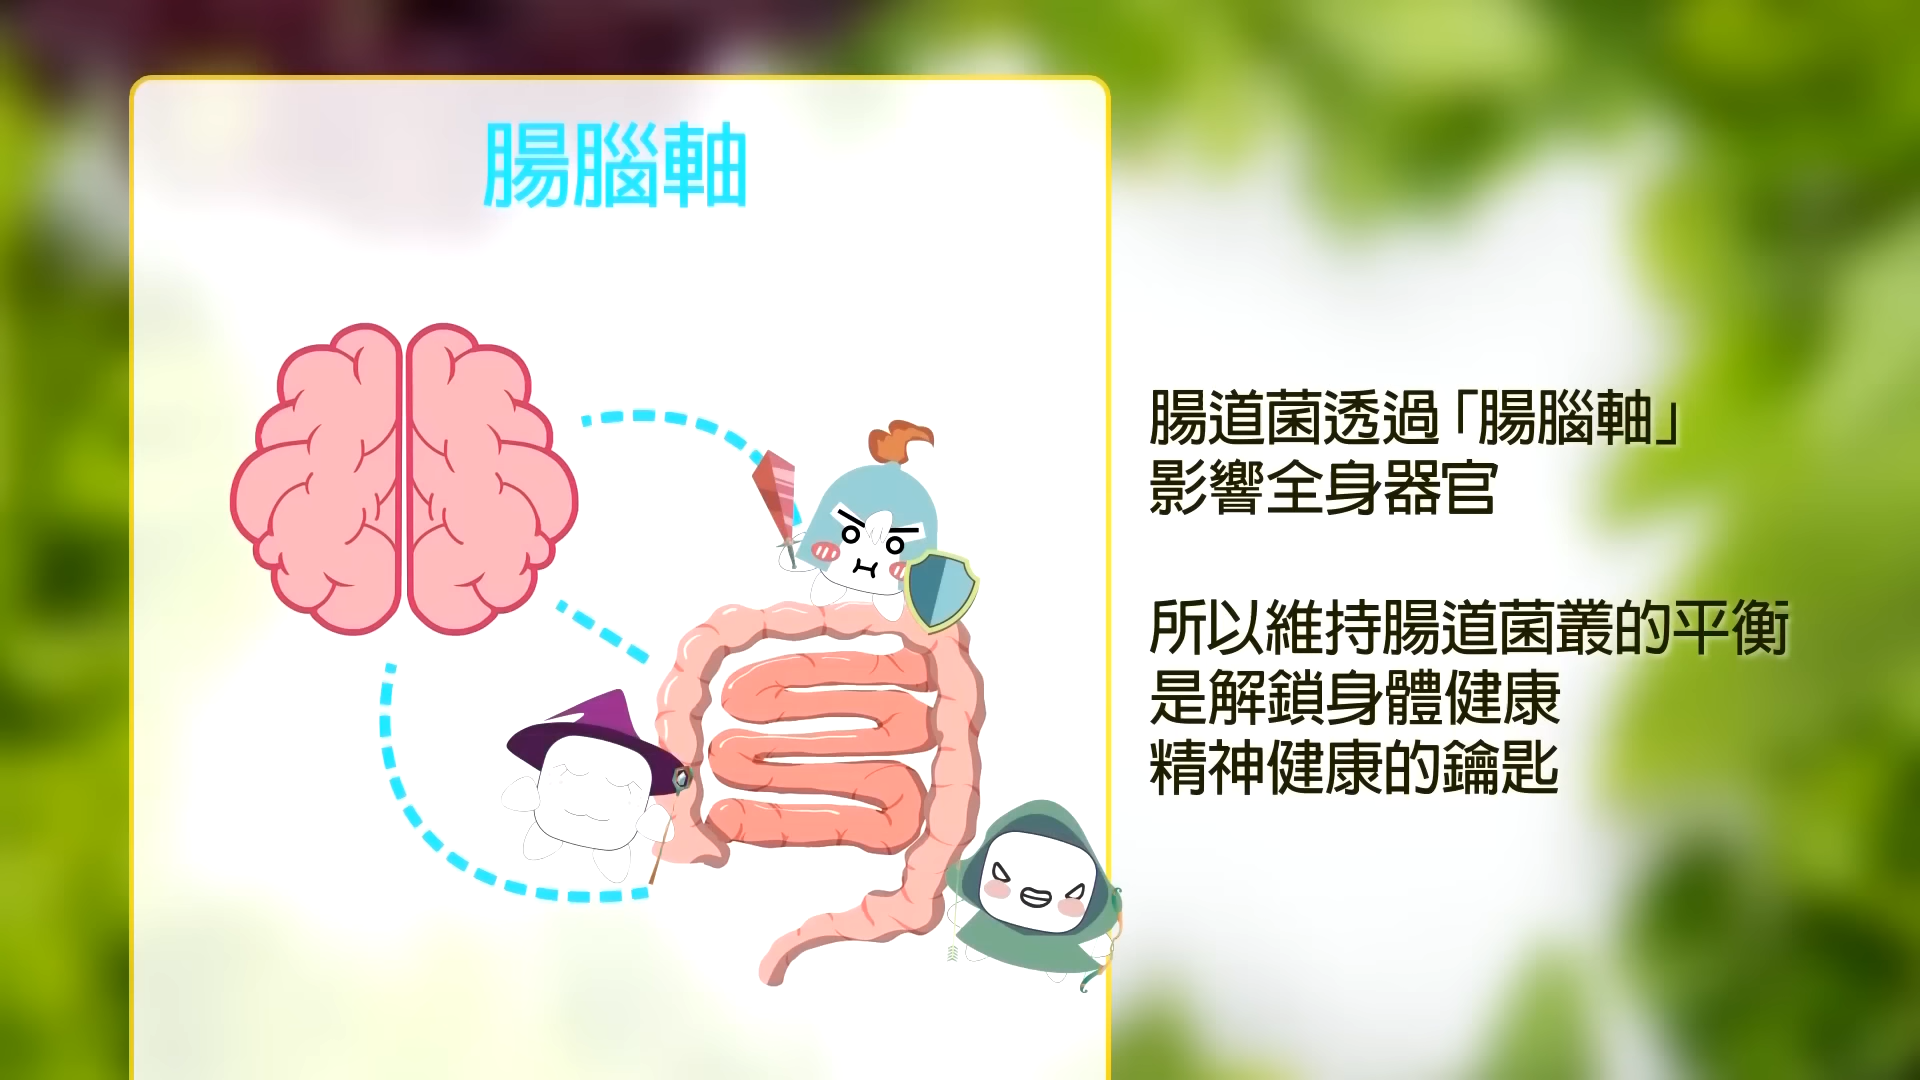 腸腦軸
腸道菌透過「腸腦軸」
影響全身器官
所以維持腸道菌叢的平衡
是解鎖身體健康
精神健康的鑰匙